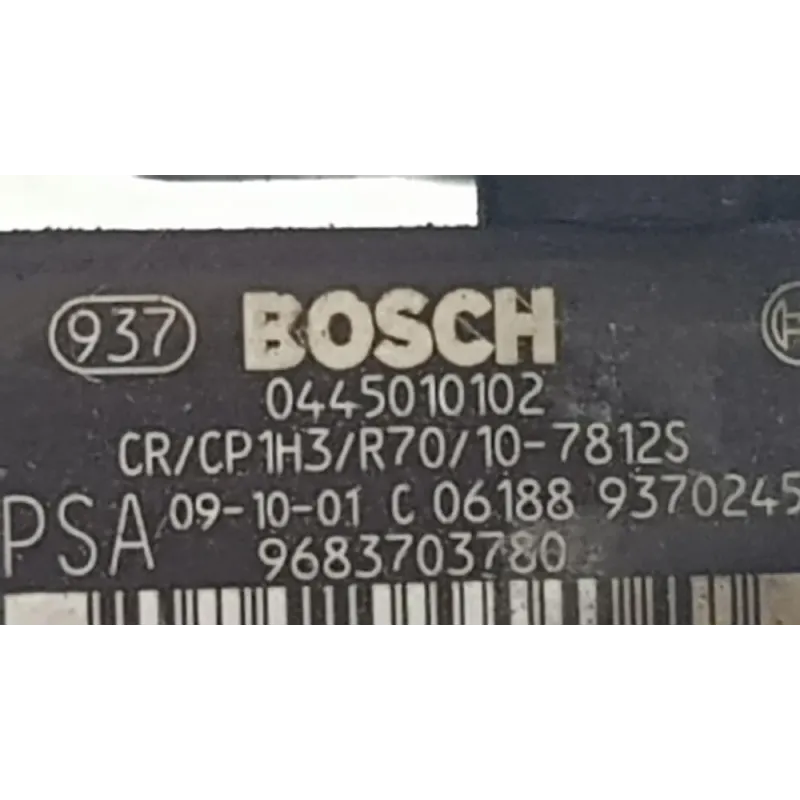 937 BOSCH
0445010102
CR/CP1H3/R70/10-7812S
PSA 09-10-01 C 06188 9370245
9683703780